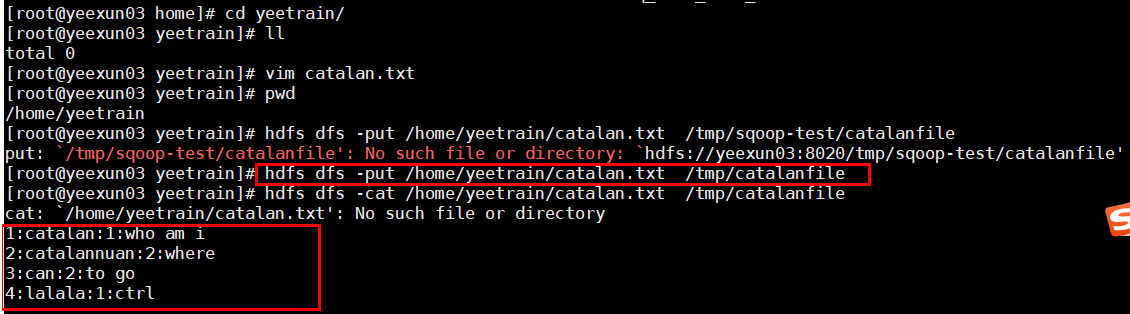 [root@yeexun03 home]# cd yeetrain/
[root@yeexun03 yeetrain]# ll
total 0
[root@yeexun03 yeetrain]# vim catalan.txt
[root@yeexun03 yeetrain]# pwd
/home/yeetrain
[root@yeexun03 yeetrain]# hdfs dfs -put /home/yeetrain/catalan.txt  /tmp/sqoop-test/catalanfile
put: `/tmp/sqoop-test/catalanfile': No such file or directory: `hdfs://yeexun03:8020/tmp/sqoop-test/catalanfile'
[root@yeexun03 yeetrain]# hdfs dfs -put /home/yeetrain/catalan.txt  /tmp/catalanfile
[root@yeexun03 yeetrain]# hdfs dfs -cat /home/yeetrain/catalan.txt  /tmp/catalanfile
cat: `/home/yeetrain/catalan.txt': No such file or directory
1:catalan:1:who am i
2:catalannuan:2:where
3:can:2:to go
4:lalala:1:ctrl